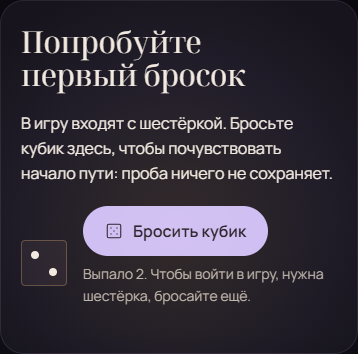 Попробуйте
первый бросок
В игру входят с шестёркой. Бросьте
кубик здесь, чтобы почувствовать
начало пути: проба ничего не сохраняет.
Бросить кубик
Выпало 2. Чтобы войти в игру, нужна
шестёрка, бросайте ещё.